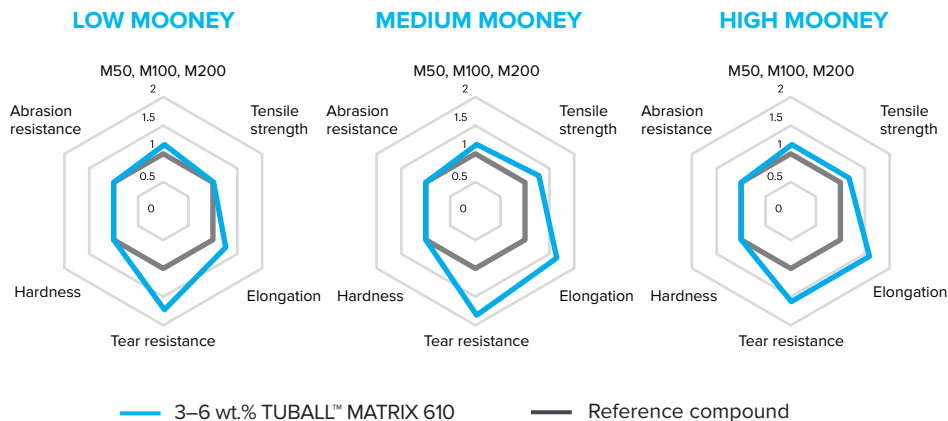 LOW MOONEY
M50, M100, M200
2
Abrasion
resistance
Tensile
strength
1.5
1
0.5
0
Hardness
Elongation
Tear resistance
MEDIUM MOONEY
M50, M100, M200
2
Abrasion
resistance
Tensile
strength
1.5
1
0.5
0
Hardness
Elongation
Tear resistance
HIGH MOONEY
M50, M100, M200
2
Abrasion
resistance
Tensile
strength
1.5
1
0.5
0
Hardness
Elongation
Tear resistance
3–6 wt.% TUBALL™ MATRIX 610
Reference compound